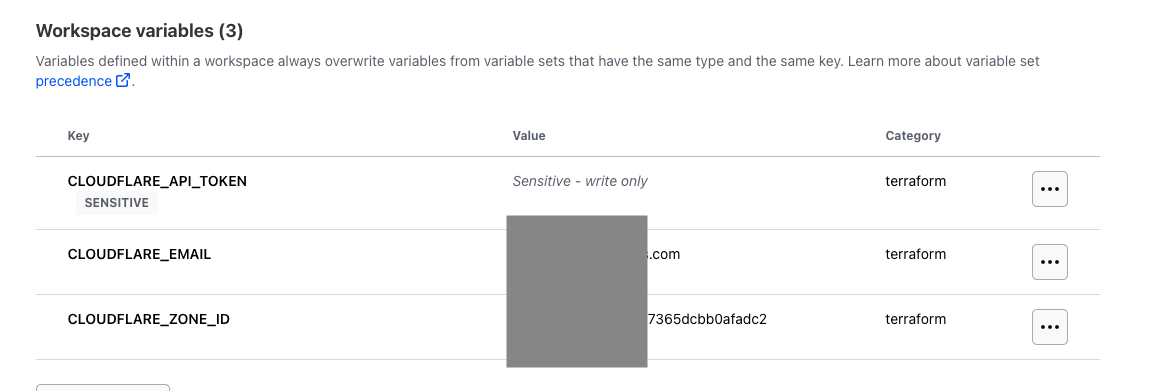 Workspace variables (3)
Variables defined within a workspace always overwrite variables from variable sets that have the same type and the same key. Learn more about variable set
precedence.
Key Value Category
CLOUDFLARE_API_TOKEN Sensitive - write only terraform
SENSITIVE
CLOUDFLARE_EMAIL .com terraform
CLOUDFLARE_ZONE_ID 7365dcbb0afadc2 terraform